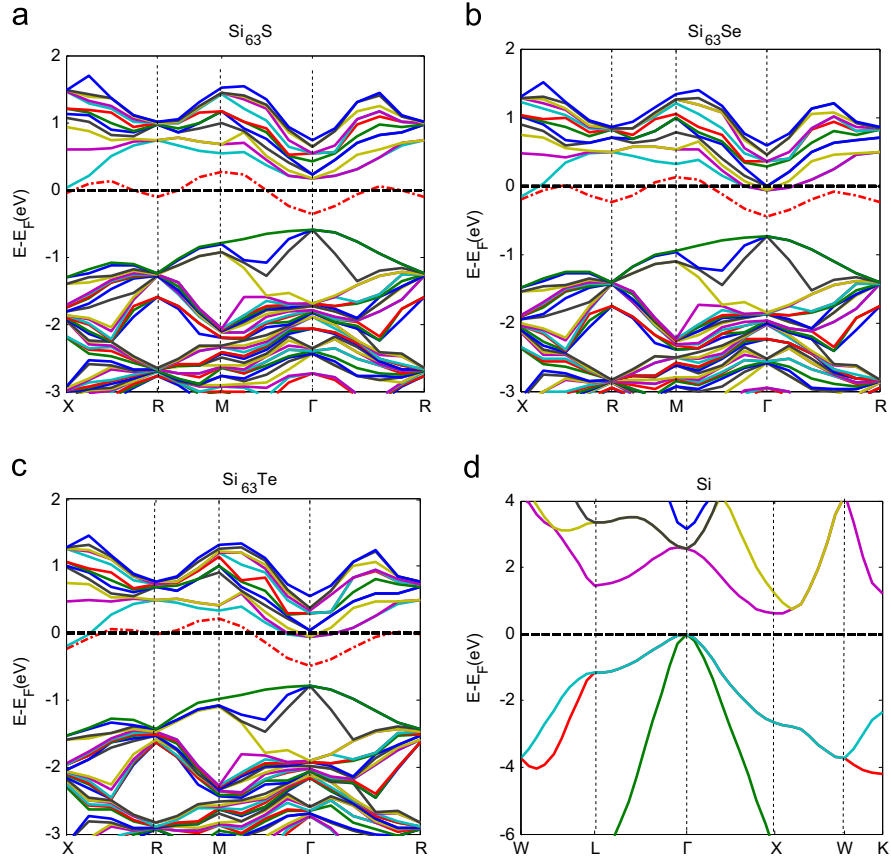 a
Si63S
2
1
0
-1
-2
-3
E-EF(eV)
X R M Γ R
b
Si63Se
2
1
0
-1
-2
-3
E-EF(eV)
X R M Γ R
c
Si63Te
2
1
0
-1
-2
-3
E-EF(eV)
X R M Γ R
d
Si
4
2
0
-2
-4
-6
E-EF(eV)
W L Γ X W K